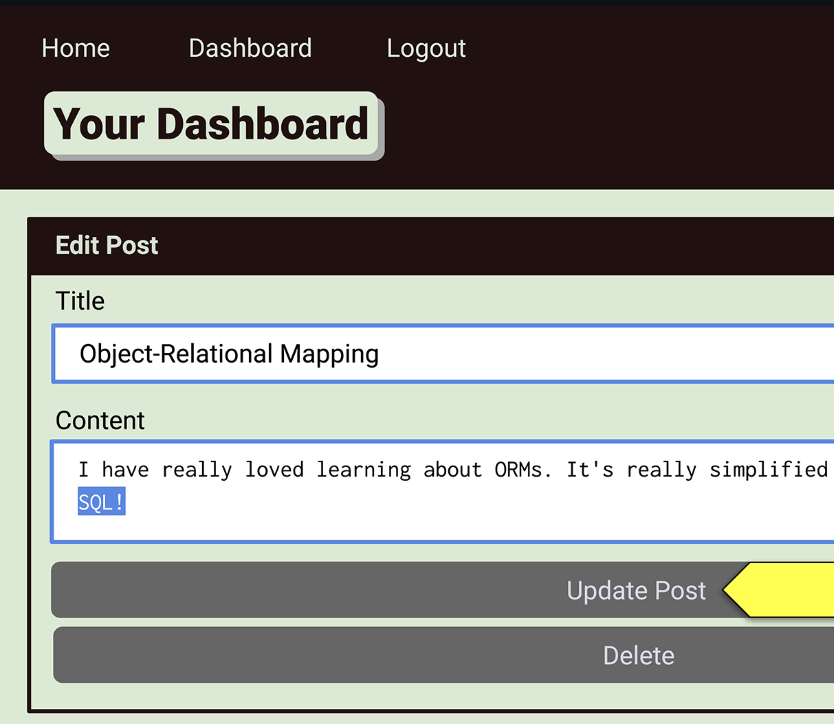 Home Dashboard Logout
Your Dashboard
Edit Post
Title
Object-Relational Mapping
Content
I have really loved learning about ORMs. It's really simplified
SQL!
Update Post
Delete